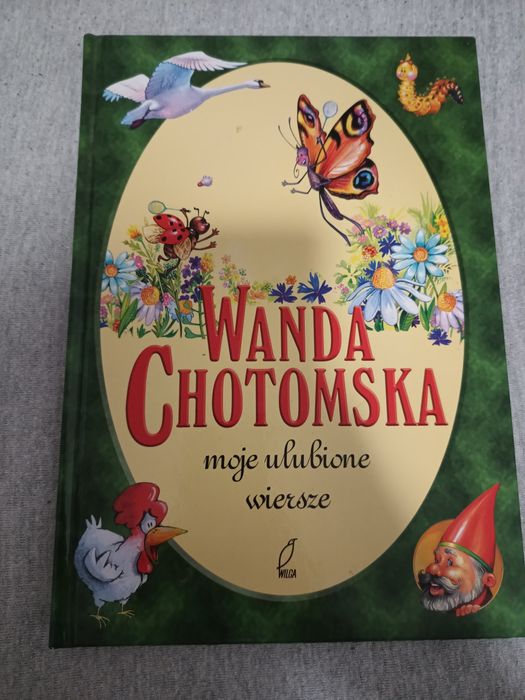 WANDA
CHOTOMSKA
moje ulubione
wiersze
WILGA